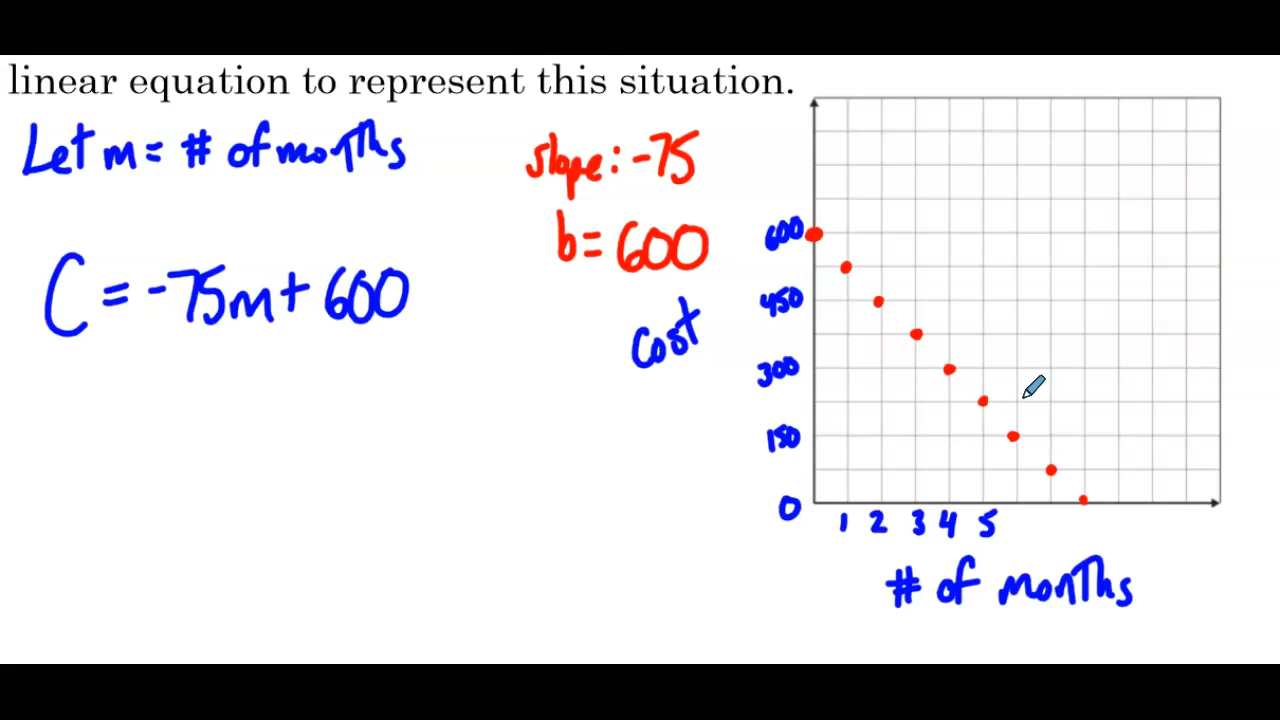 linear equation to represent this situation.
Let m = # of months
slope: -75
b = 600
C = -75m + 600
cost
600
450
300
150
0
1 2 3 4 5
# of months